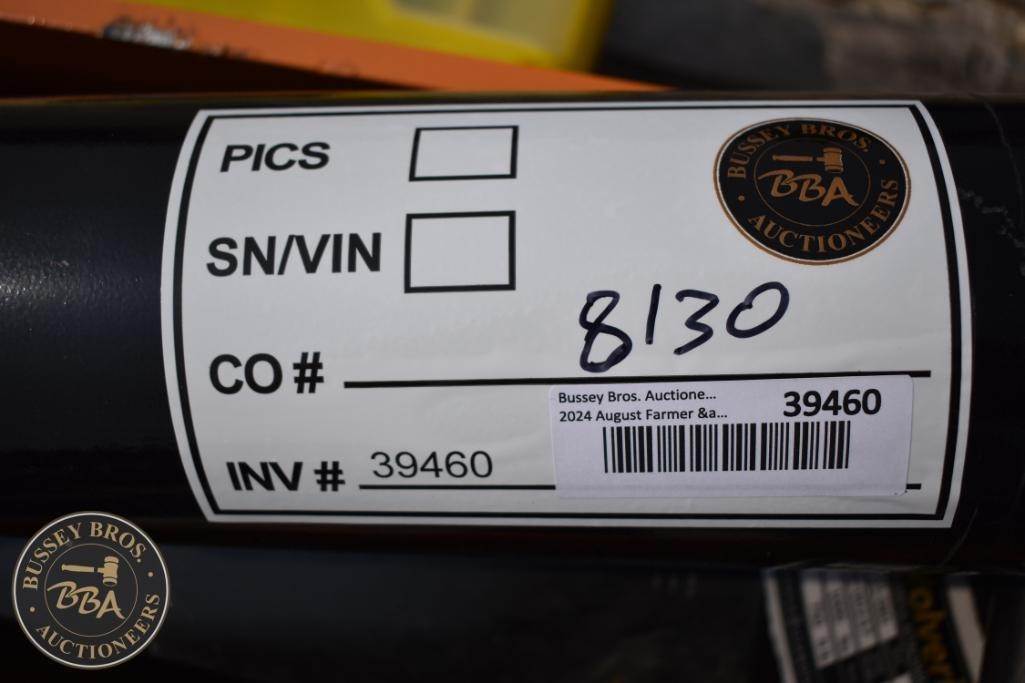 PICS
BUSSEY BROS.
BBA
AUCTIONEERS
SN/VIN
8130
CO #
Bussey Bros. Auctione...
2024 August Farmer &a...
39460
INV # 39460
BUSSEY BROS.
BBA
AUCTIONEERS